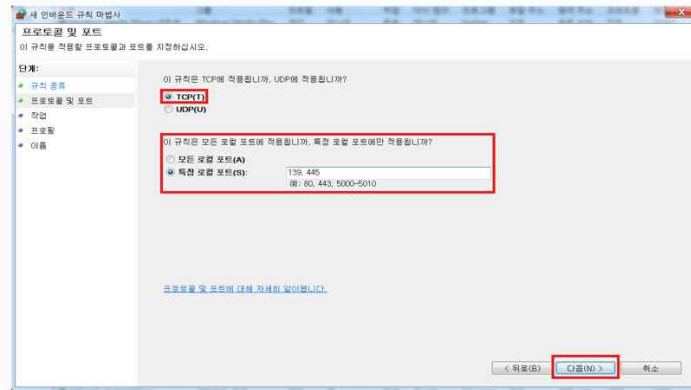 새 인바운드 규칙 마법사
프로토콜 및 포트
이 규칙을 적용할 프로토콜과 포트를 지정하십시오.
단계:
규칙 종류
프로토콜 및 포트
작업
프로필
이름
이 규칙은 TCP에 적용됩니까, UDP에 적용됩니까?
TCP(T)
UDP(U)
이 규칙은 모든 로컬 포트에 적용됩니까, 특정 로컬 포트에만 적용됩니까?
모든 로컬 포트(A)
특정 로컬 포트(S):
139, 445
예: 80, 443, 5000-5010
프로토콜 및 포트에 대해 자세히 알아봅니다.
< 뒤로(B)
다음(N) >
취소